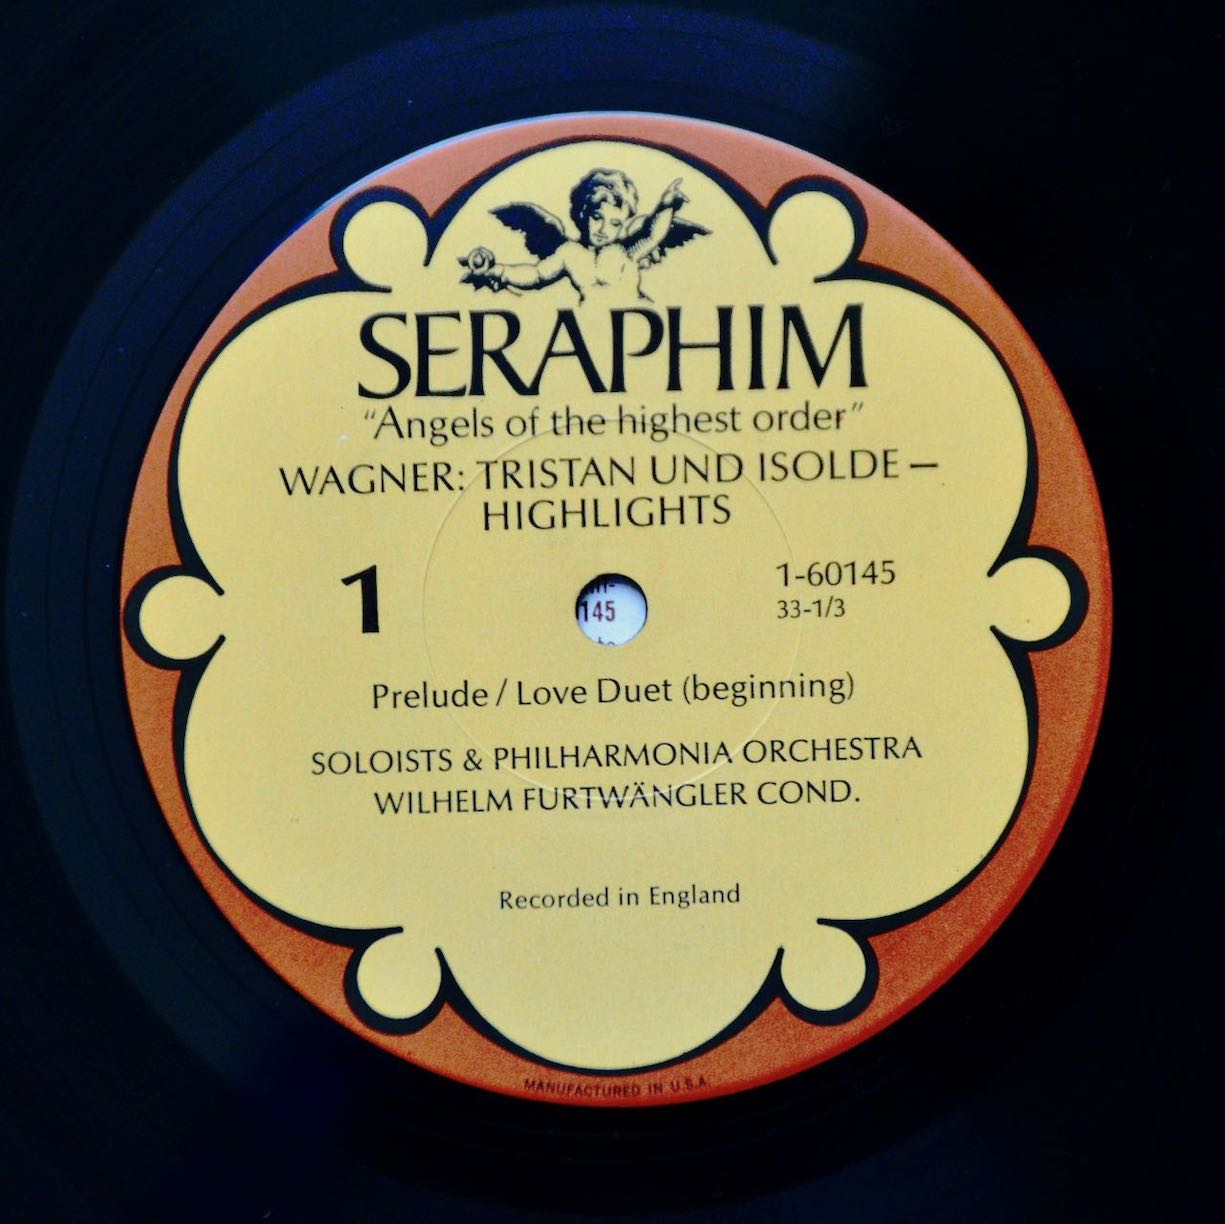 SERAPHIM
"Angels of the highest order"
WAGNER: TRISTAN UND ISOLDE —
HIGHLIGHTS
1
1-60145
33-1/3
145
Prelude / Love Duet (beginning)
SOLOISTS & PHILHARMONIA ORCHESTRA
WILHELM FURTWÄNGLER COND.
Recorded in England
MANUFACTURED IN U.S.A.